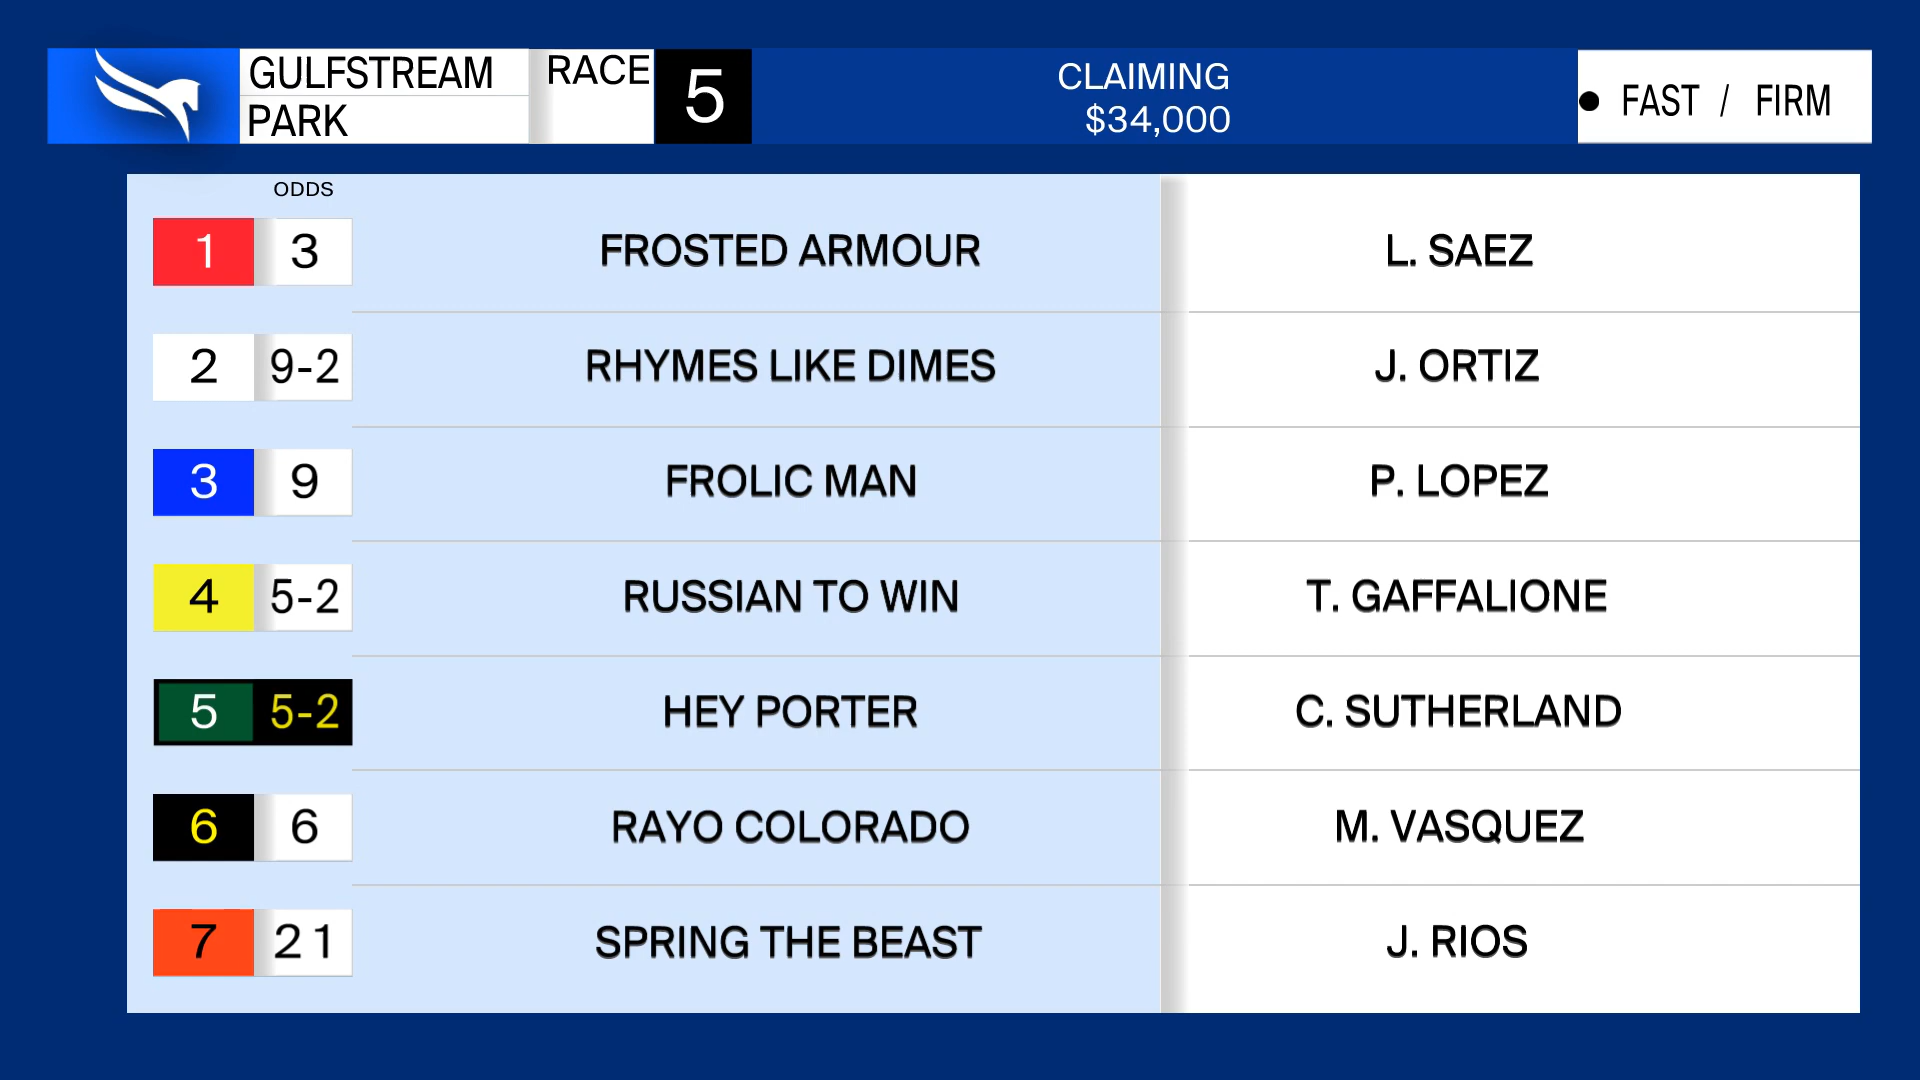 GULFSTREAM
PARK
RACE
5
CLAIMING
$34,000
● FAST / FIRM
ODDS
1 3 FROSTED ARMOUR L. SAEZ
2 9-2 RHYMES LIKE DIMES J. ORTIZ
3 9 FROLIC MAN P. LOPEZ
4 5-2 RUSSIAN TO WIN T. GAFFALIONE
5 5-2 HEY PORTER C. SUTHERLAND
6 6 RAYO COLORADO M. VASQUEZ
7 21 SPRING THE BEAST J. RIOS